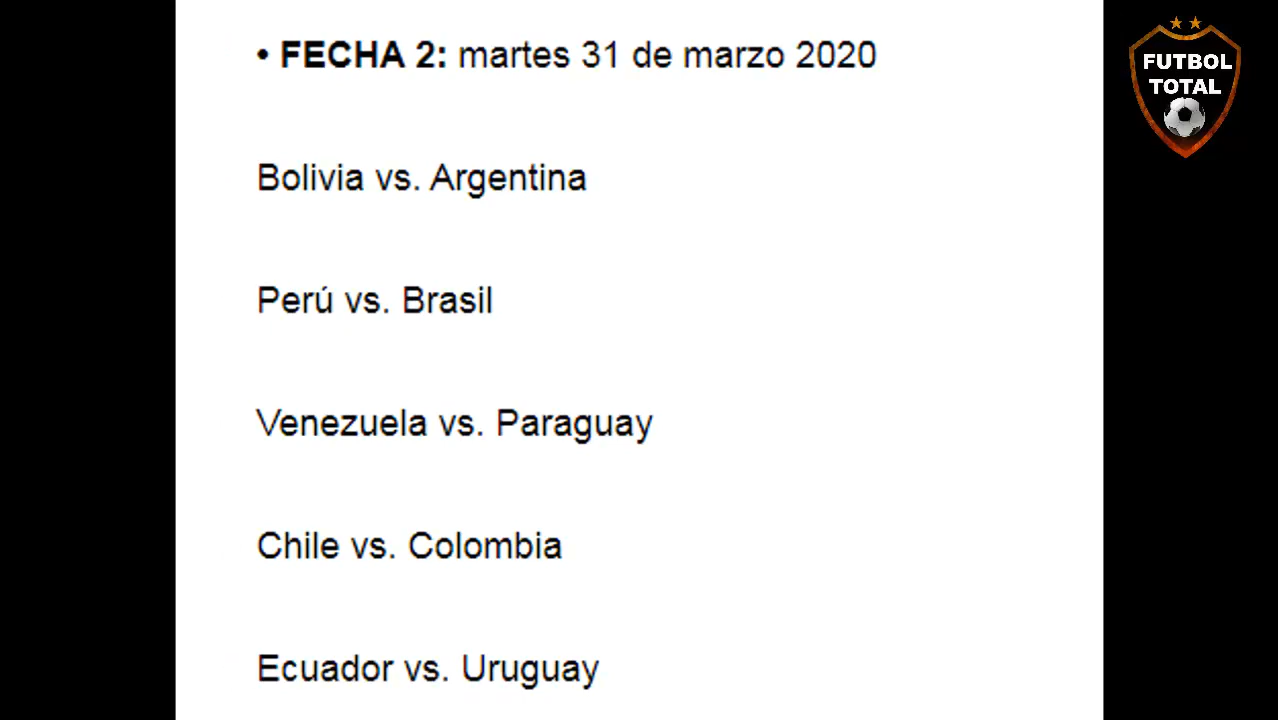 • FECHA 2: martes 31 de marzo 2020
FUTBOL
TOTAL
Bolivia vs. Argentina
Perú vs. Brasil
Venezuela vs. Paraguay
Chile vs. Colombia
Ecuador vs. Uruguay